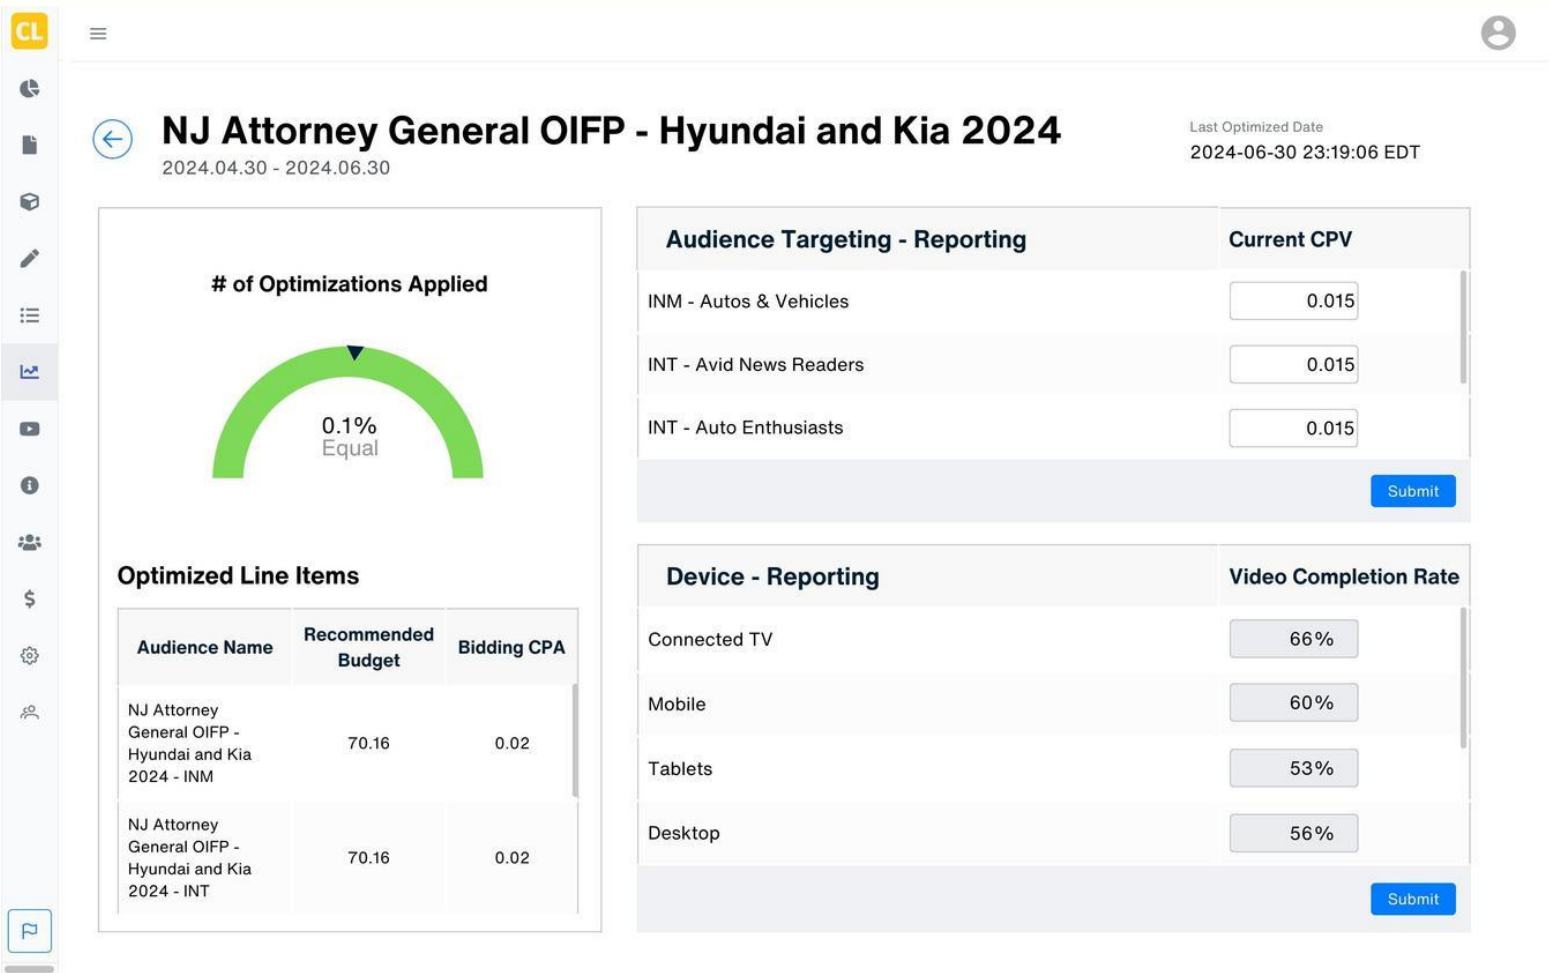 CL
NJ Attorney General OIFP - Hyundai and Kia 2024
2024.04.30 - 2024.06.30
Last Optimized Date
2024-06-30 23:19:06 EDT
# of Optimizations Applied
0.1%
Equal
Optimized Line Items
Audience Name
Recommended
Budget
Bidding CPA
NJ Attorney
General OIFP -
Hyundai and Kia
2024 - INM
70.16
0.02
NJ Attorney
General OIFP -
Hyundai and Kia
2024 - INT
70.16
0.02
Audience Targeting - Reporting
Current CPV
INM - Autos & Vehicles
0.015
INT - Avid News Readers
0.015
INT - Auto Enthusiasts
0.015
Submit
Device - Reporting
Video Completion Rate
Connected TV
66%
Mobile
60%
Tablets
53%
Desktop
56%
Submit